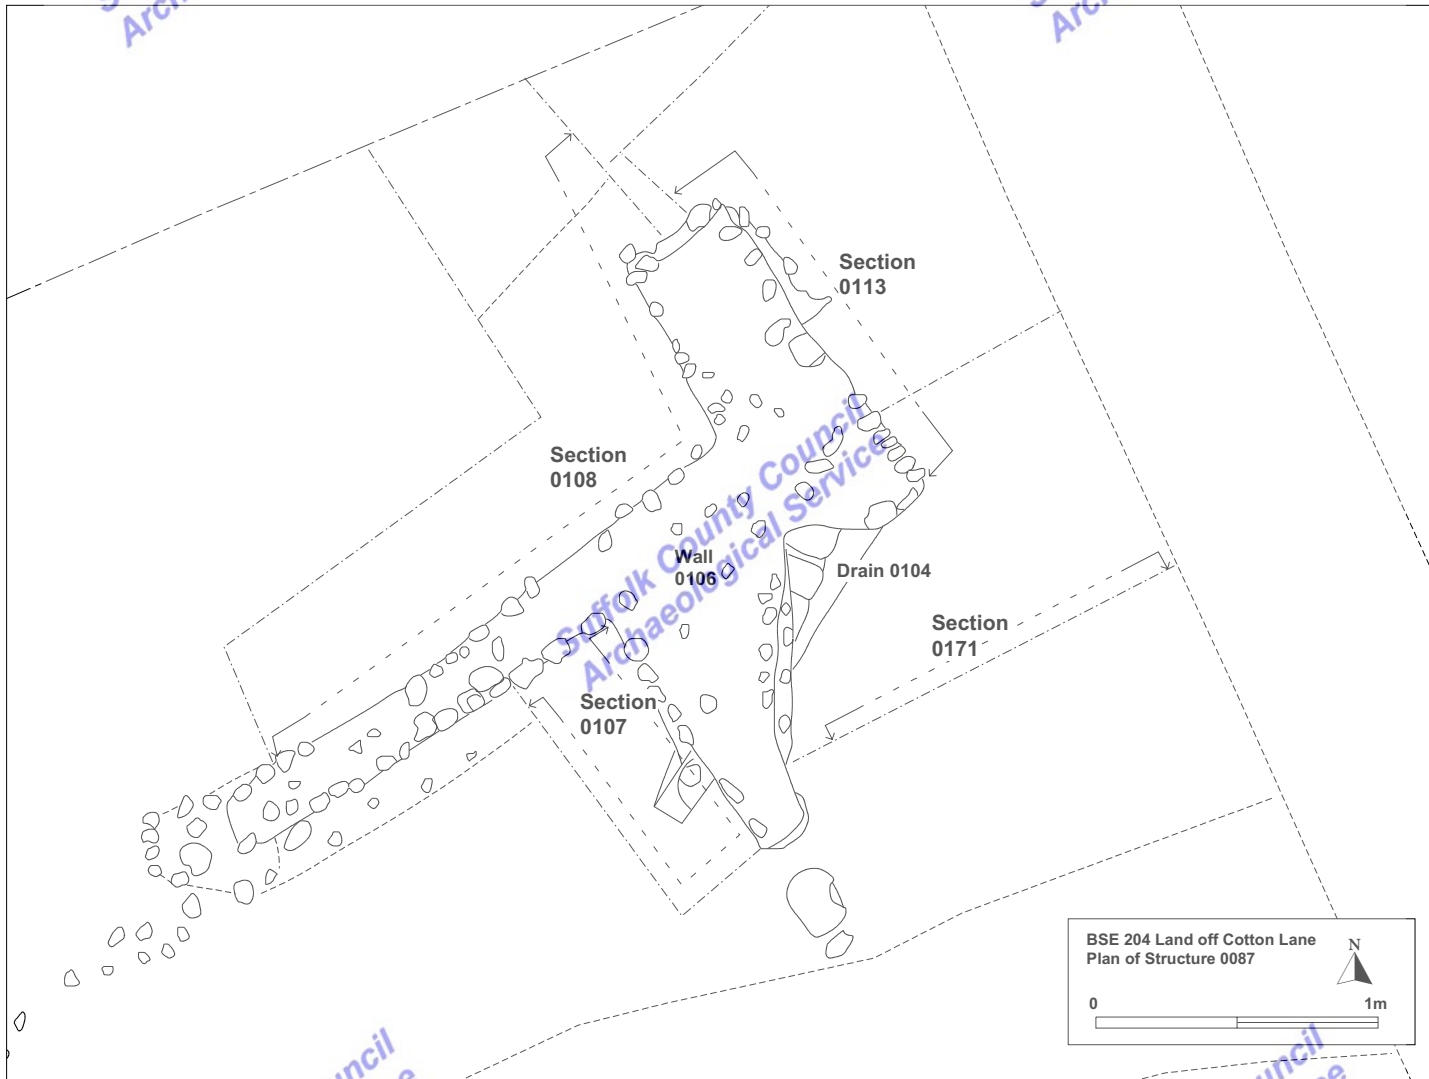 Suffolk County Council
Archaeological Service
Section
0113
Section
0108
Wall
0106
Drain 0104
Section
0171
Section
0107
BSE 204 Land off Cotton Lane
Plan of Structure 0087
N
0 1m